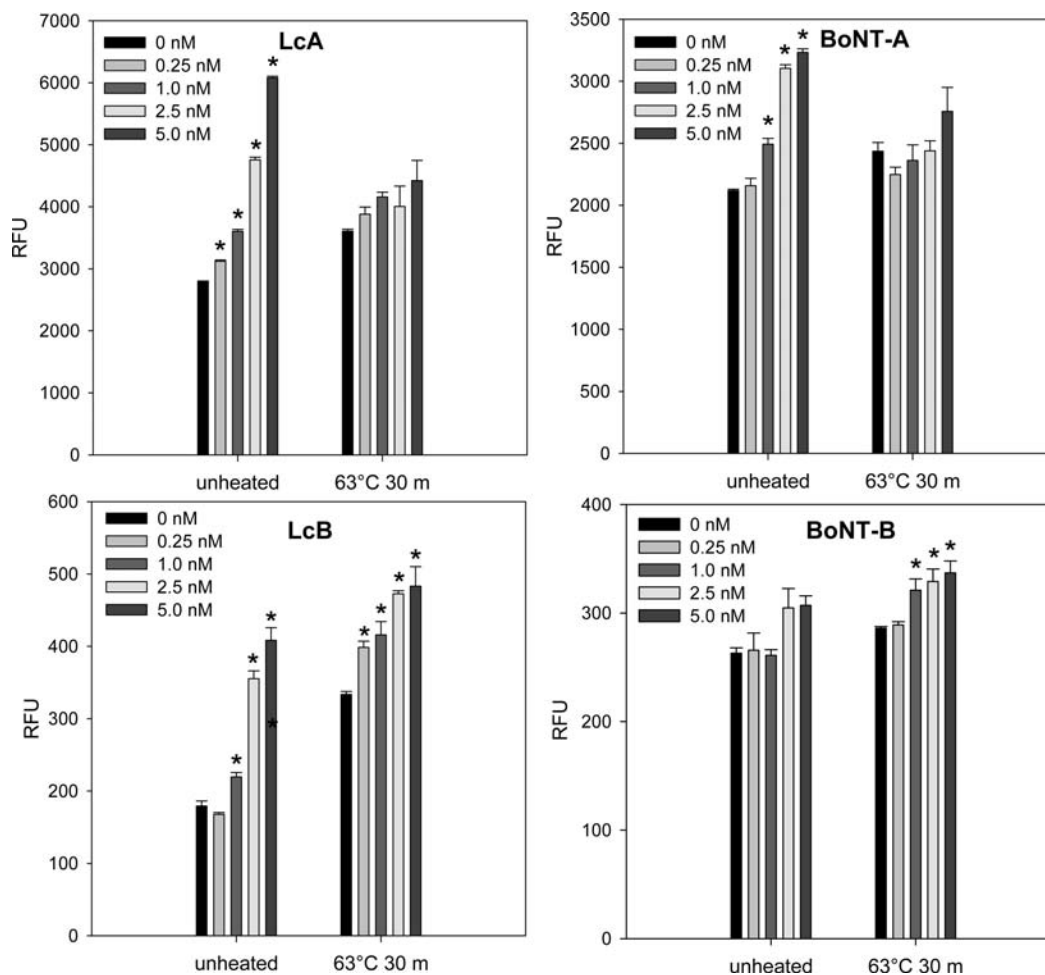 LcA
0 nM
0.25 nM
1.0 nM
2.5 nM
5.0 nM
RFU
7000
6000
5000
4000
3000
2000
1000
0
* * * *
unheated 63°C 30 m
BoNT-A
0 nM
0.25 nM
1.0 nM
2.5 nM
5.0 nM
RFU
3500
3000
2500
2000
1500
1000
500
0
* * *
unheated 63°C 30 m
LcB
0 nM
0.25 nM
1.0 nM
2.5 nM
5.0 nM
RFU
600
500
400
300
200
100
0
* * * * * * * *
unheated 63°C 30 m
BoNT-B
0 nM
0.25 nM
1.0 nM
2.5 nM
5.0 nM
RFU
400
300
200
100
0
* * *
unheated 63°C 30 m